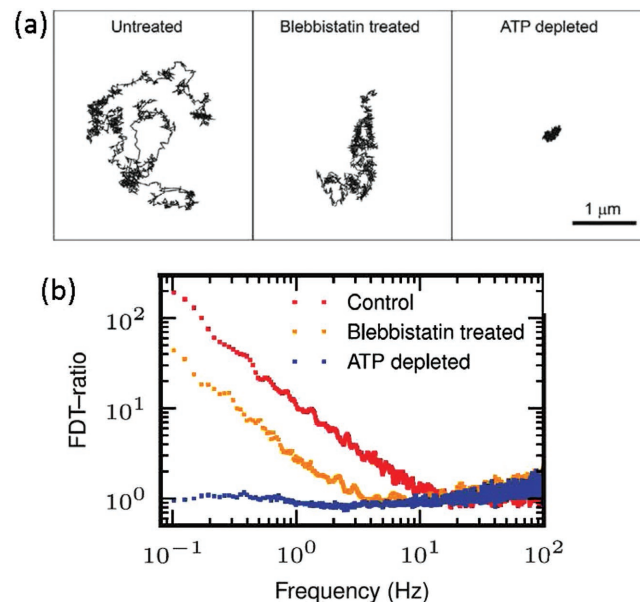 (a)
Untreated
Blebbistatin treated
ATP depleted
1 μm
(b)
FDT–ratio
10²
10¹
10⁰
Control
Blebbistatin treated
ATP depleted
10⁻¹
10⁰
10¹
10²
Frequency (Hz)